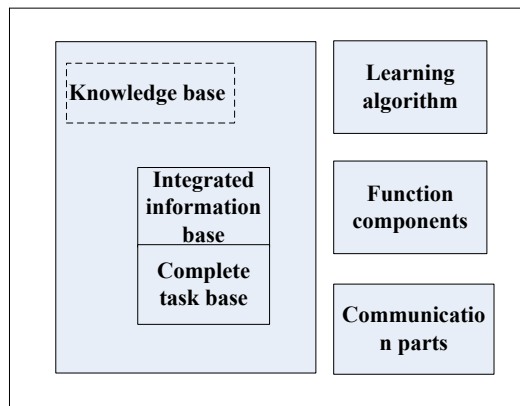 Knowledge base
Integrated
information
base
Complete
task base
Learning
algorithm
Function
components
Communicatio
n parts